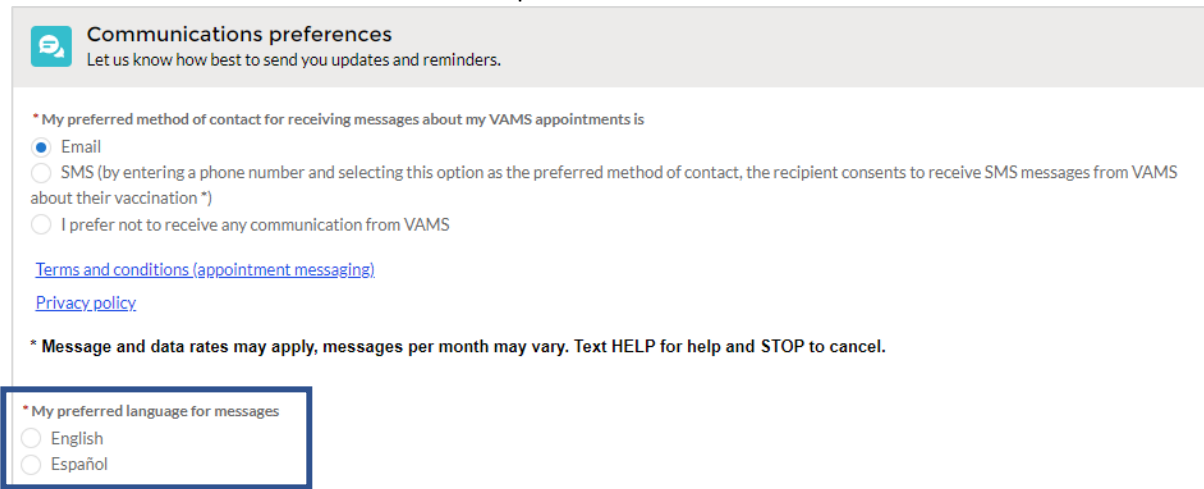 Communications preferences
Let us know how best to send you updates and reminders.
* My preferred method of contact for receiving messages about my VAMS appointments is
Email
SMS (by entering a phone number and selecting this option as the preferred method of contact, the recipient consents to receive SMS messages from VAMS
about their vaccination *)
I prefer not to receive any communication from VAMS
Terms and conditions (appointment messaging)
Privacy policy
* Message and data rates may apply, messages per month may vary. Text HELP for help and STOP to cancel.
* My preferred language for messages
English
Español